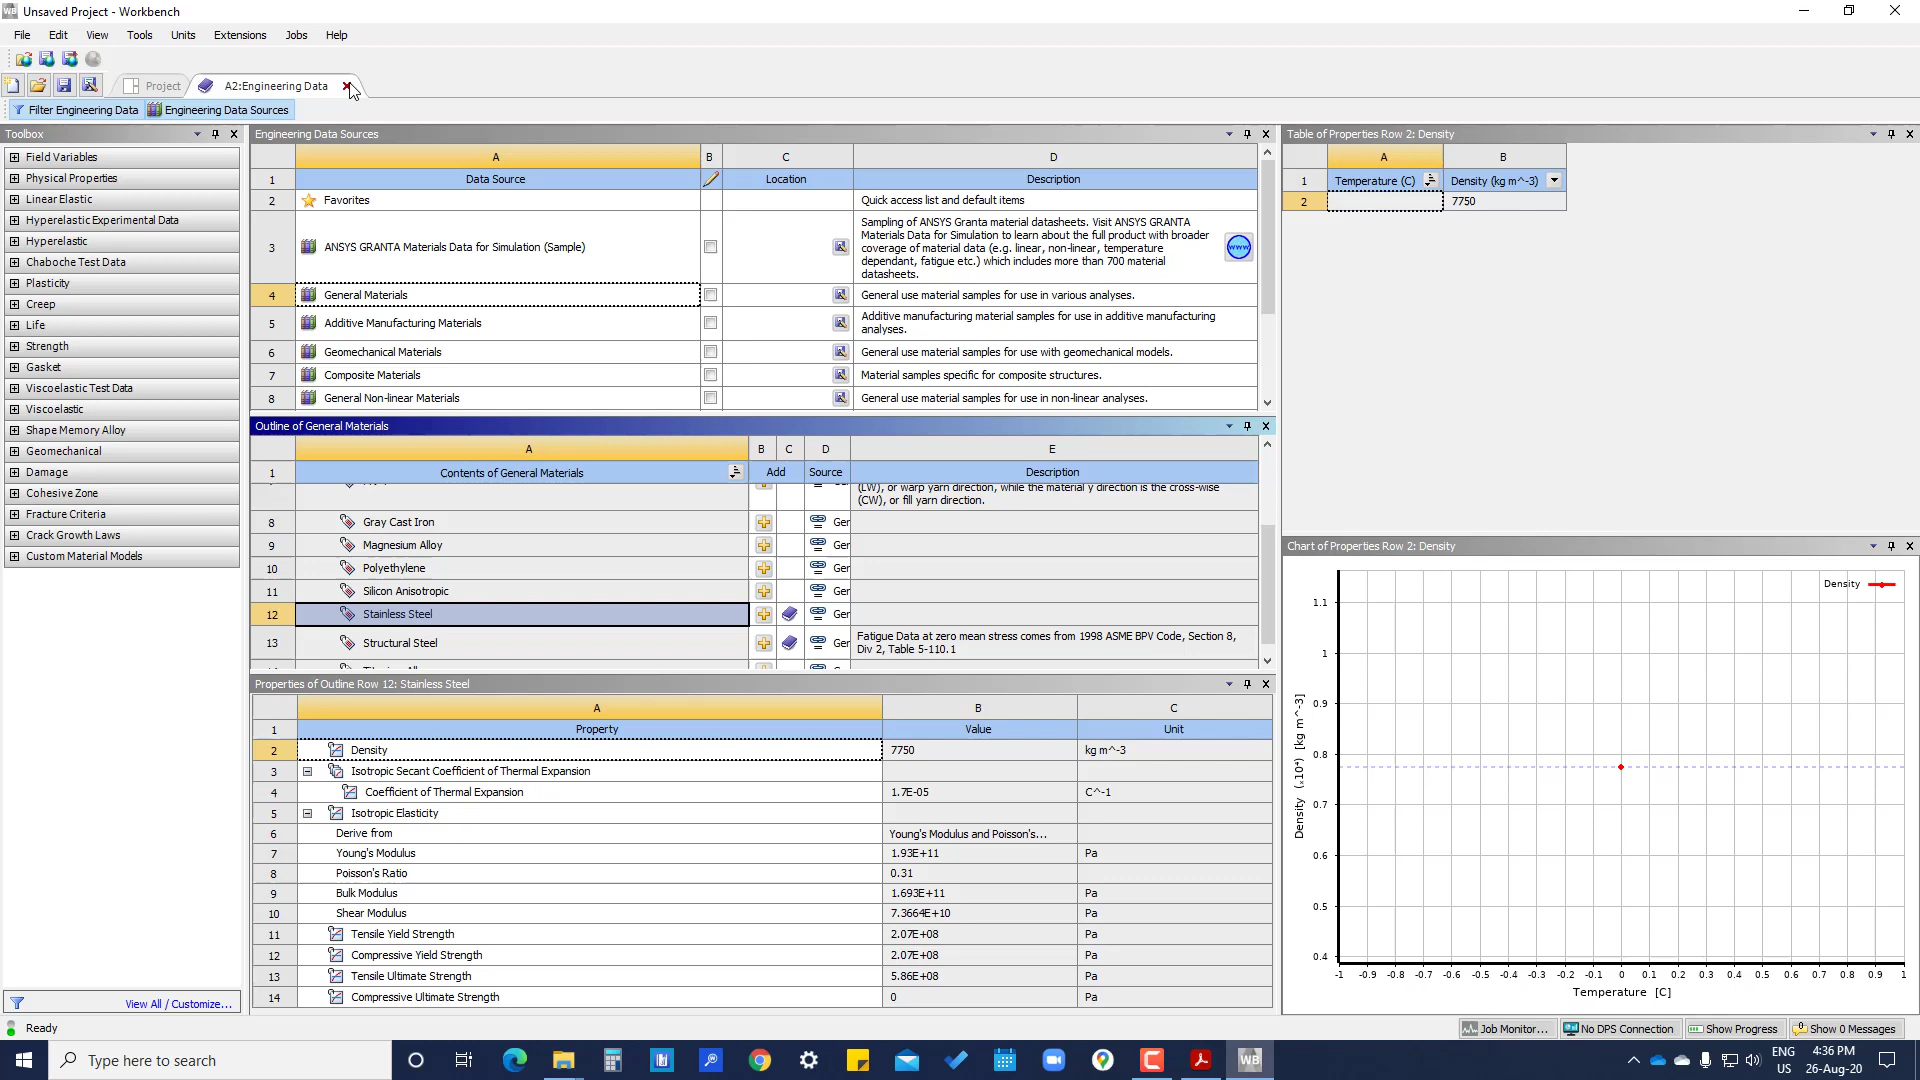 Unsaved Project - Workbench
File Edit View Tools Units Extensions Jobs Help
Project A2:Engineering Data
Filter Engineering Data Engineering Data Sources
Toolbox
Field Variables
Physical Properties
Linear Elastic
Hyperelastic Experimental Data
Hyperelastic
Chaboche Test Data
Plasticity
Creep
Life
Strength
Gasket
Viscoelastic Test Data
Viscoelastic
Shape Memory Alloy
Geomechanical
Damage
Cohesive Zone
Fracture Criteria
Crack Growth Laws
Custom Material Models
View All / Customize...
Engineering Data Sources
A B C D
1 Data Source Location Description
2 Favorites Quick access list and default items
3 ANSYS GRANTA Materials Data for Simulation (Sample)
Sampling of ANSYS Granta material datasheets. Visit ANSYS GRANTA
Materials Data for Simulation to learn about the full product with broader
coverage of material data (e.g. linear, non-linear, temperature
dependant, fatigue etc.) which includes more than 700 material
datasheets.
www
4 General Materials General use material samples for use in various analyses.
5 Additive Manufacturing Materials
Additive manufacturing material samples for use in additive manufacturing
analyses.
6 Geomechanical Materials General use material samples for use with geomechanical models.
7 Composite Materials Material samples specific for composite structures.
8 General Non-linear Materials General use material samples for use in non-linear analyses.
Outline of General Materials
A B C D E
1 Contents of General Materials Add Source Description
(LW), or warp yarn direction, while the material y direction is the cross-wise
(CW), or fill yarn direction.
8 Gray Cast Iron Ger
9 Magnesium Alloy Ger
10 Polyethylene Ger
11 Silicon Anisotropic Ger
12 Stainless Steel Ger
13 Structural Steel Ger
Fatigue Data at zero mean stress comes from 1998 ASME BPV Code, Section 8,
Div 2, Table 5-110.1
Properties of Outline Row 12: Stainless Steel
A B C
1 Property Value Unit
2 Density 7750 kg m^-3
3 Isotropic Secant Coefficient of Thermal Expansion
4 Coefficient of Thermal Expansion 1.7E-05 C^-1
5 Isotropic Elasticity
6 Derive from Young's Modulus and Poisson's...
7 Young's Modulus 1.93E+11 Pa
8 Poisson's Ratio 0.31
9 Bulk Modulus 1.693E+11 Pa
10 Shear Modulus 7.3664E+10 Pa
11 Tensile Yield Strength 2.07E+08 Pa
12 Compressive Yield Strength 2.07E+08 Pa
13 Tensile Ultimate Strength 5.86E+08 Pa
14 Compressive Ultimate Strength 0 Pa
Table of Properties Row 2: Density
A B
1 Temperature (C) Density (kg m^-3)
2 7750
Chart of Properties Row 2: Density
Density
1.1
1
0.9
0.8
0.7
0.6
0.5
0.4
Density (.10⁴) [kg m^-3]
-1 -0.9 -0.8 -0.7 -0.6 -0.5 -0.4 -0.3 -0.2 -0.1 0 0.1 0.2 0.3 0.4 0.5 0.6 0.7 0.8 0.9 1
Temperature [C]
Ready
Job Monitor... No DPS Connection Show Progress Show 0 Messages
Type here to search
WB
ENG
US
4:36 PM
26-Aug-20